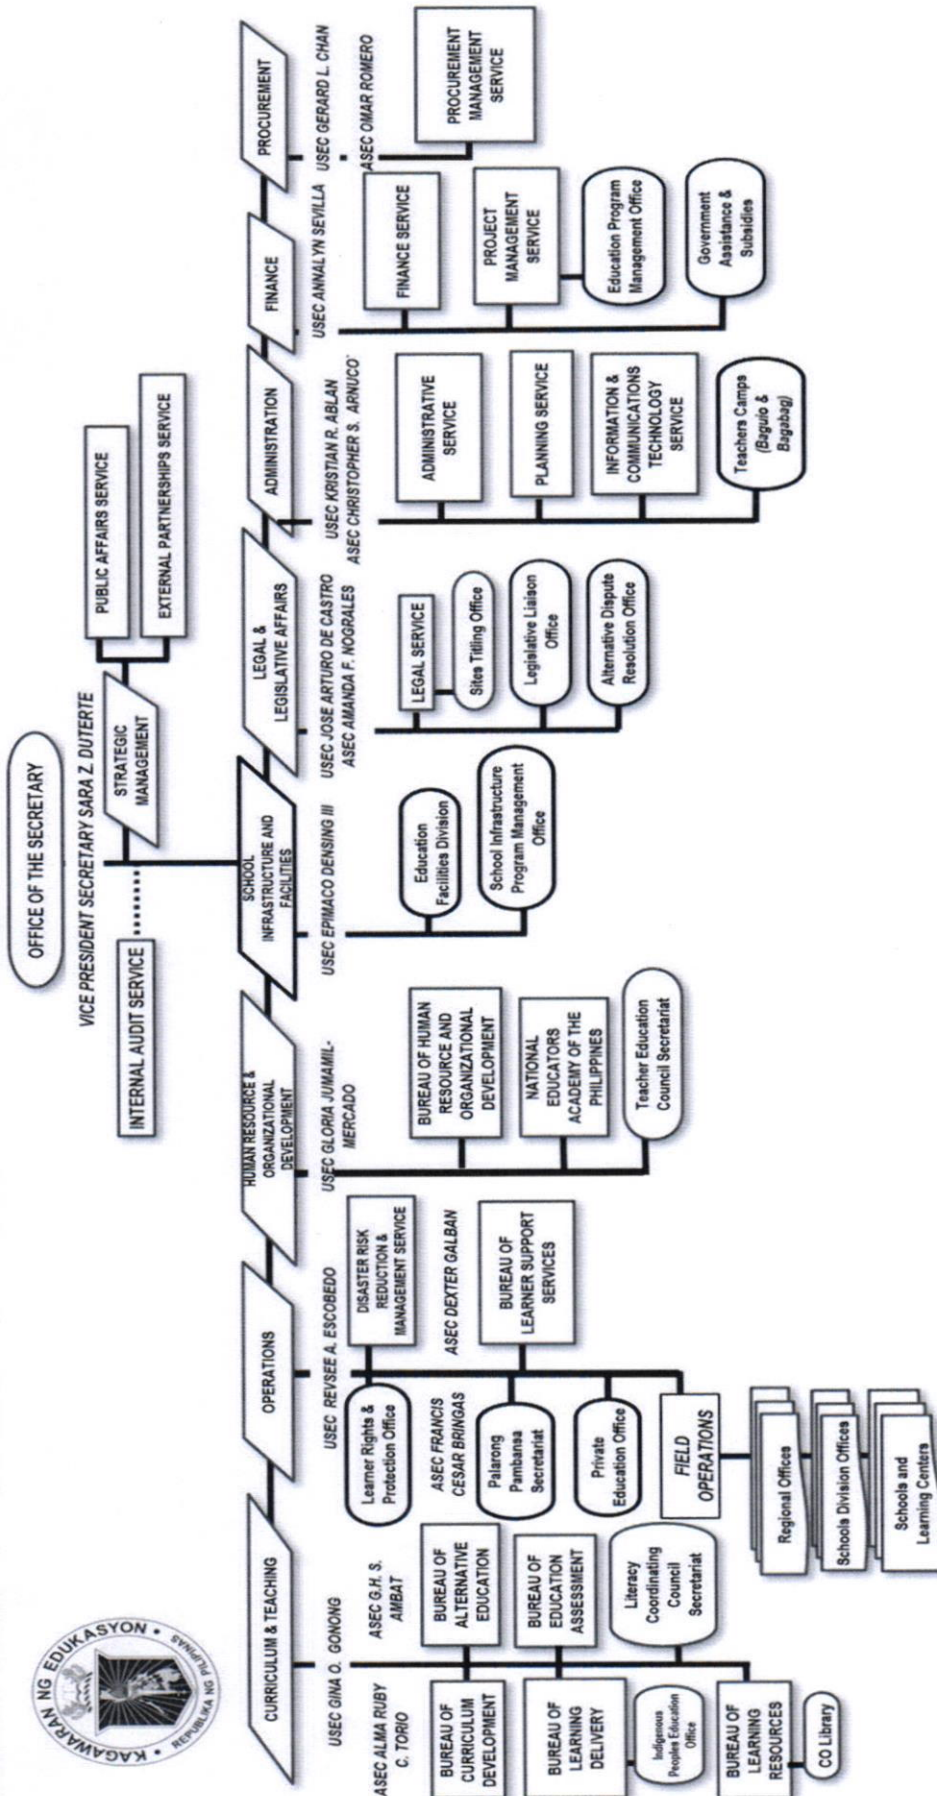 KAGAWARAN NG EDUKASYON
REPUBLIKA NG PILIPINAS
OFFICE OF THE SECRETARY
VICE PRESIDENT SECRETARY SARA Z. DUTERTE
INTERNAL AUDIT SERVICE
STRATEGIC
MANAGEMENT
PUBLIC AFFAIRS SERVICE
EXTERNAL PARTNERSHIPS SERVICE
CURRICULUM & TEACHING
USEC GINA O. GONONG
ASEC ALMA RUBY
C. TORIO
ASEC G.H. S.
AMBAT
BUREAU OF
CURRICULUM
DEVELOPMENT
BUREAU OF
ALTERNATIVE
EDUCATION
BUREAU OF
LEARNING
DELIVERY
BUREAU OF
EDUCATION
ASSESSMENT
Indigenous
Peoples Education
Office
Literacy
Coordinating
Council
Secretariat
BUREAU OF
LEARNING
RESOURCES
CO Library
OPERATIONS
USEC REVSEE A. ESCOBEDO
Learner Rights &
Protection Office
DISASTER RISK
REDUCTION &
MANAGEMENT SERVICE
ASEC FRANCIS
CESAR BRINGAS
ASEC DEXTER GALBAN
Palarong
Pambansa
Secretariat
BUREAU OF
LEARNER SUPPORT
SERVICES
Private
Education Office
FIELD
OPERATIONS
Regional Offices
Schools Division Offices
Schools and
Learning Centers
HUMAN RESOURCE &
ORGANIZATIONAL
DEVELOPMENT
USEC GLORIA JUMAMIL-
MERCADO
BUREAU OF HUMAN
RESOURCE AND
ORGANIZATIONAL
DEVELOPMENT
NATIONAL
EDUCATORS
ACADEMY OF THE
PHILIPPINES
Teacher Education
Council Secretariat
SCHOOL
INFRASTRUCTURE AND
FACILITIES
USEC EPIMACO DENSING III
Education
Facilities Division
School Infrastructure
Program Management
Office
LEGAL &
LEGISLATIVE AFFAIRS
USEC JOSE ARTURO DE CASTRO
ASEC AMANDA F. NOGRALES
LEGAL SERVICE
Sites Titling Office
Legislative Liaison
Office
Alternative Dispute
Resolution Office
ADMINISTRATION
USEC KRISTIAN R. ABLAN
ASEC CHRISTOPHER S. ARNUCO
ADMINISTRATIVE
SERVICE
PLANNING SERVICE
INFORMATION &
COMMUNICATIONS
TECHNOLOGY
SERVICE
Teachers Camps
(Baguio &
Bagabag)
FINANCE
USEC ANNALYN SEVILLA
FINANCE SERVICE
PROJECT
MANAGEMENT
SERVICE
Education Program
Management Office
Government
Assistance &
Subsidies
PROCUREMENT
USEC GERARD L. CHAN
ASEC OMAR ROMERO
PROCUREMENT
MANAGEMENT
SERVICE